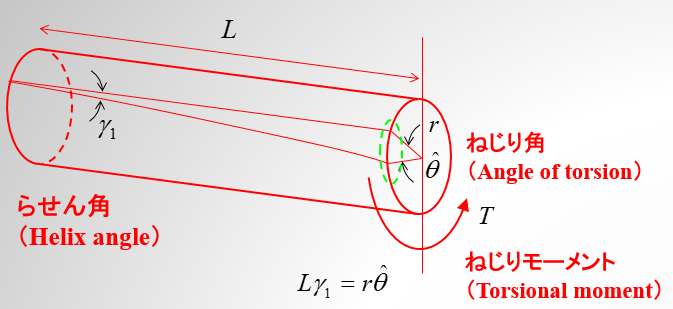 L
γ₁
r
θ̂
ねじり角
（Angle of torsion）
らせん角
（Helix angle）
T
ねじりモーメント
（Torsional moment）
Lγ₁ = rθ̂